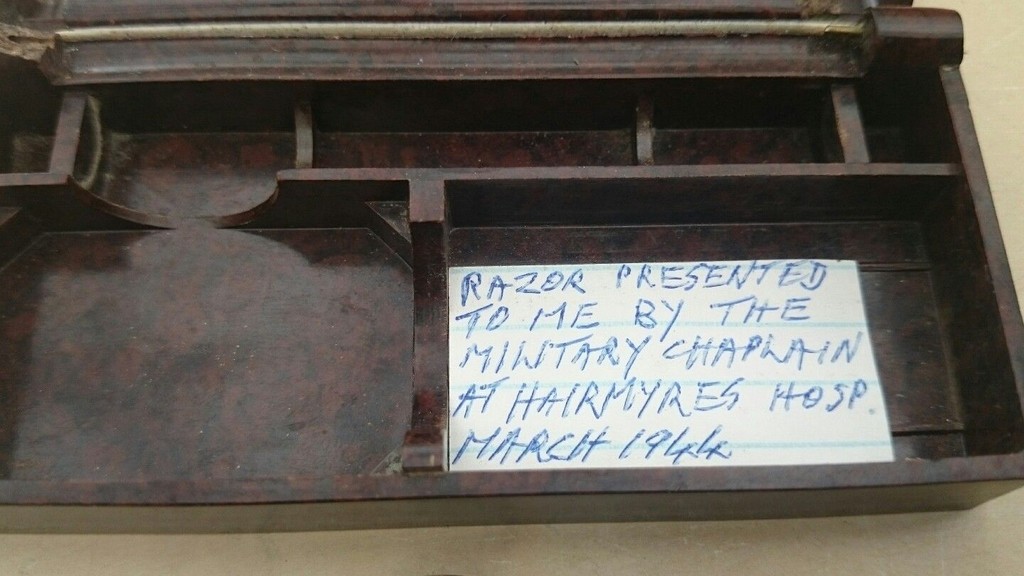 RAZOR PRESENTED
TO ME BY THE
MILITARY CHAPLAIN
AT HAIRMYRES HOSP.
MARCH 1944